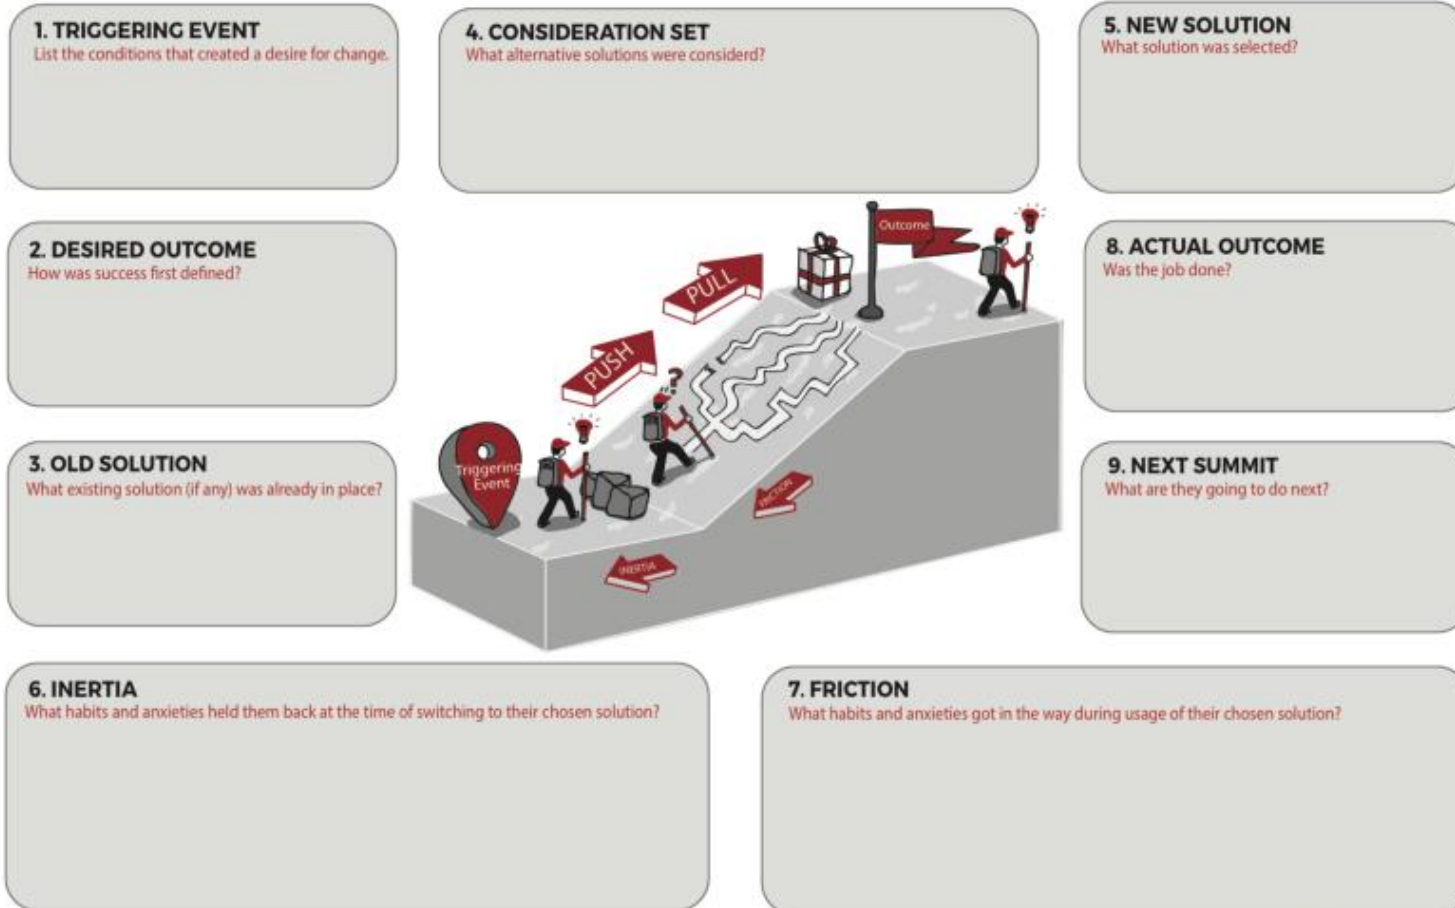 1. TRIGGERING EVENT
List the conditions that created a desire for change.
4. CONSIDERATION SET
What alternative solutions were considerd?
5. NEW SOLUTION
What solution was selected?
2. DESIRED OUTCOME
How was success first defined?
8. ACTUAL OUTCOME
Was the job done?
3. OLD SOLUTION
What existing solution (if any) was already in place?
9. NEXT SUMMIT
What are they going to do next?
Outcome
PULL
PUSH
?
Triggering
Event
FRICTION
INERTIA
6. INERTIA
What habits and anxieties held them back at the time of switching to their chosen solution?
7. FRICTION
What habits and anxieties got in the way during usage of their chosen solution?